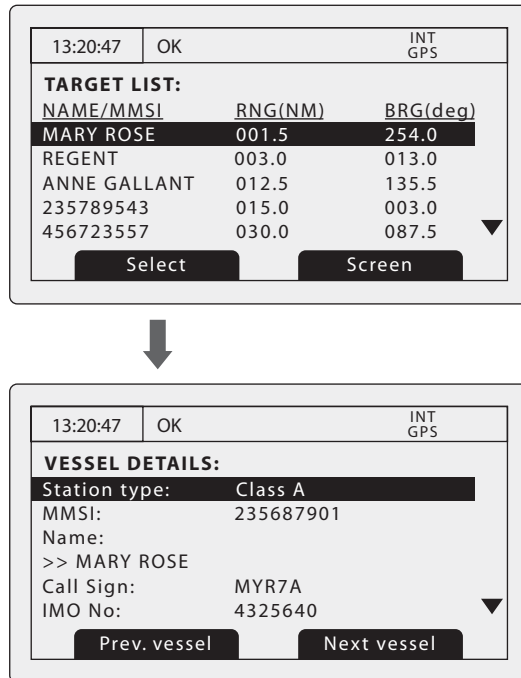 13:20:47 OK INT
GPS
TARGET LIST:
NAME/MMSI RNG(NM) BRG(deg)
MARY ROSE 001.5 254.0
REGENT 003.0 013.0
ANNE GALLANT 012.5 135.5
235789543 015.0 003.0
456723557 030.0 087.5
Select Screen
13:20:47 OK INT
GPS
VESSEL DETAILS:
Station type: Class A
MMSI: 235687901
Name:
>> MARY ROSE
Call Sign: MYR7A
IMO No: 4325640
Prev. vessel Next vessel